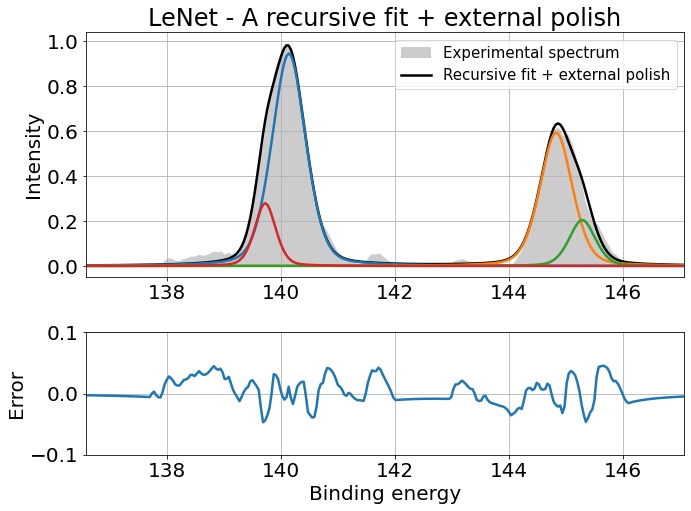 LeNet - A recursive fit + external polish
1.0
0.8
0.6
0.4
0.2
0.0
Intensity
Experimental spectrum
Recursive fit + external polish
138 140 142 144 146
0.1
0.0
−0.1
Error
138 140 142 144 146
Binding energy